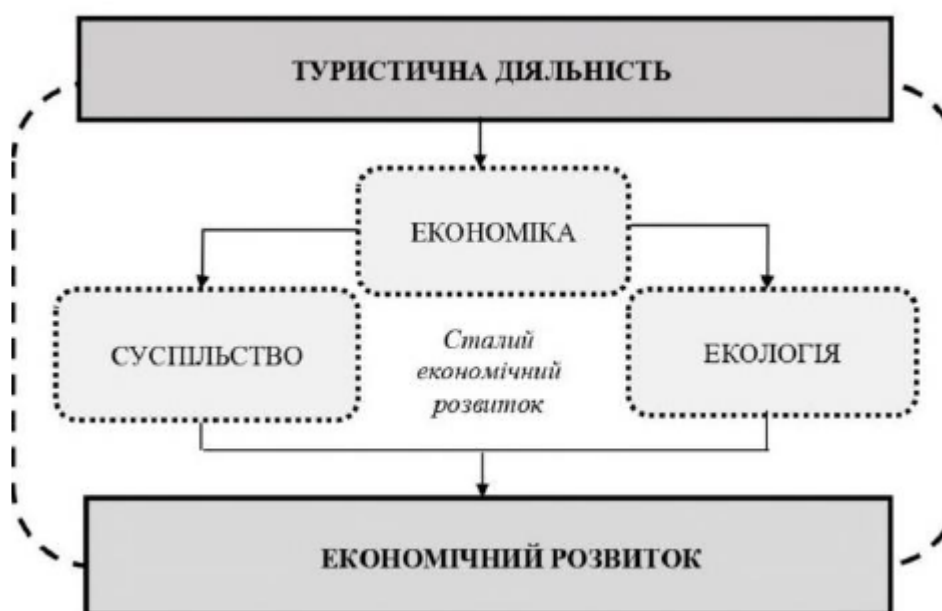 ТУРИСТИЧНА ДІЯЛЬНІСТЬ
ЕКОНОМІКА
СУСПІЛЬСТВО
Сталий
економічний
розвиток
ЕКОЛОГІЯ
ЕКОНОМІЧНИЙ РОЗВИТОК